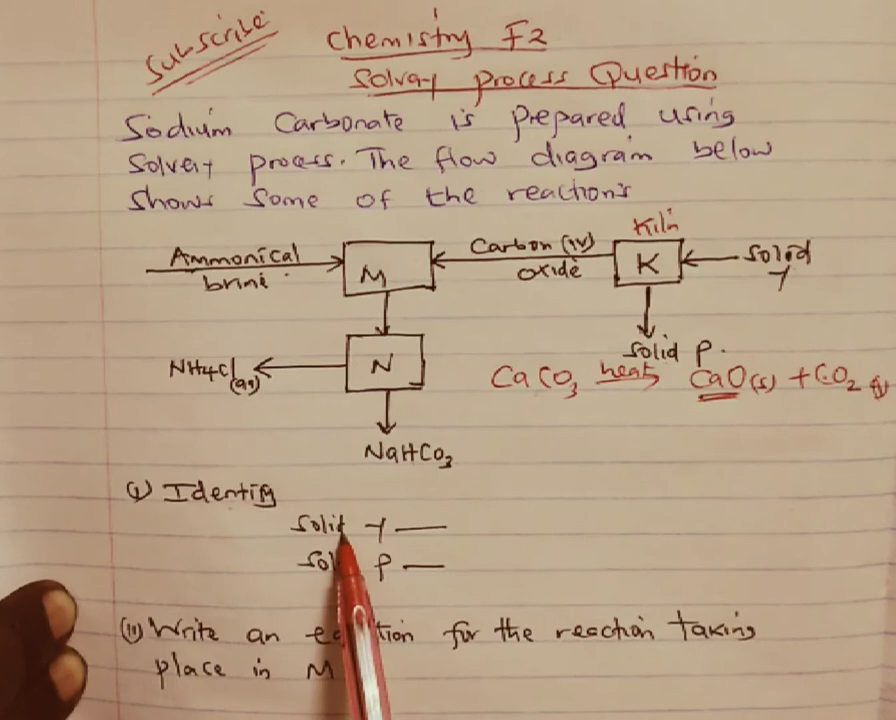 Subscribe
Chemistry F2
Solvay process Question
Sodium Carbonate is prepared using
Solvay process. The flow diagram below
shows some of the reactions
Kiln
Ammonical
brine
M
Carbon (iv)
oxide
K
solid
Y
Solid P.
NH4Cl(aq)
N
CaCO3 heat CaO(s) + CO2 (g)
NaHCO3
(i) Identify
Solid Y —
Sol P —
(ii) Write an equation for the reaction taking
place in M